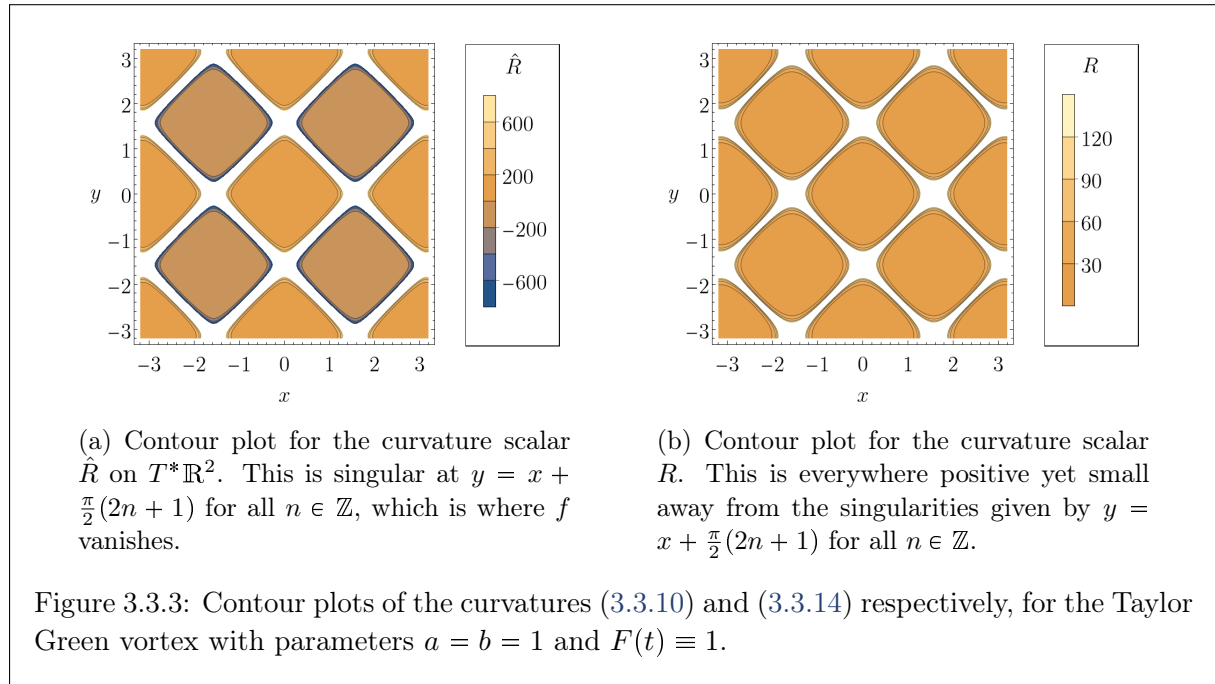 3
2
1
0
−1
−2
−3
y
−3 −2 −1 0 1 2 3
x
R̂
600
200
−200
−600
3
2
1
0
−1
−2
−3
y
−3 −2 −1 0 1 2 3
x
R
120
90
60
30
(a) Contour plot for the curvature scalar
R̂ on T*ℝ². This is singular at y = x +
π/2(2n + 1) for all n ∈ ℤ, which is where f
vanishes.
(b) Contour plot for the curvature scalar
R. This is everywhere positive yet small
away from the singularities given by y =
x + π/2(2n + 1) for all n ∈ ℤ.
Figure 3.3.3: Contour plots of the curvatures (3.3.10) and (3.3.14) respectively, for the Taylor
Green vortex with parameters a = b = 1 and F(t) ≡ 1.